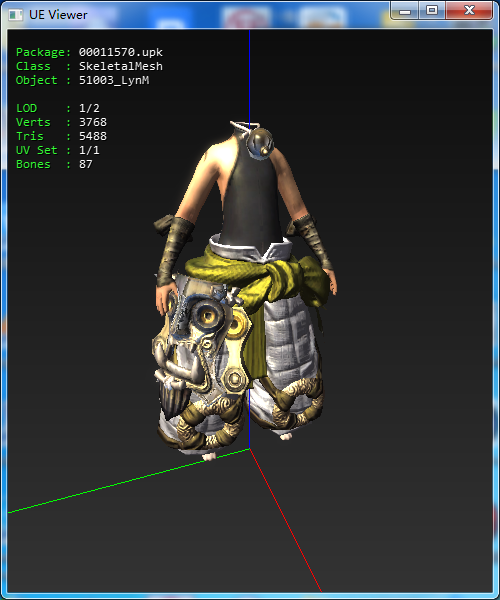 UE Viewer
Package: 00011570.upk
Class : SkeletalMesh
Object : 51003_LynM
LOD : 1/2
Verts : 3768
Tris : 5488
UV Set : 1/1
Bones : 87